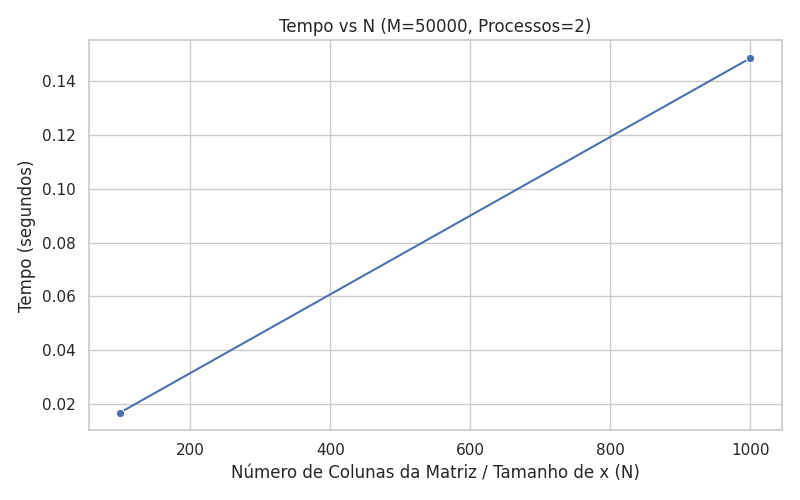 Tempo vs N (M=50000, Processos=2)
Tempo (segundos)
0.14
0.12
0.10
0.08
0.06
0.04
0.02
200 400 600 800 1000
Número de Colunas da Matriz / Tamanho de x (N)